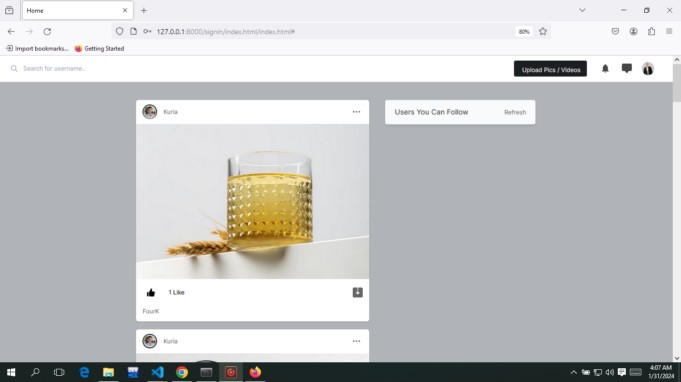 Home
127.0.0.1:8000/signin/index.html/index.html#
80%
Import bookmarks...
Getting Started
Search for username..
Upload Pics / Videos
Kuria
Users You Can Follow
Refresh
1 Like
FourK
Kuria
4:07 AM
1/31/2024